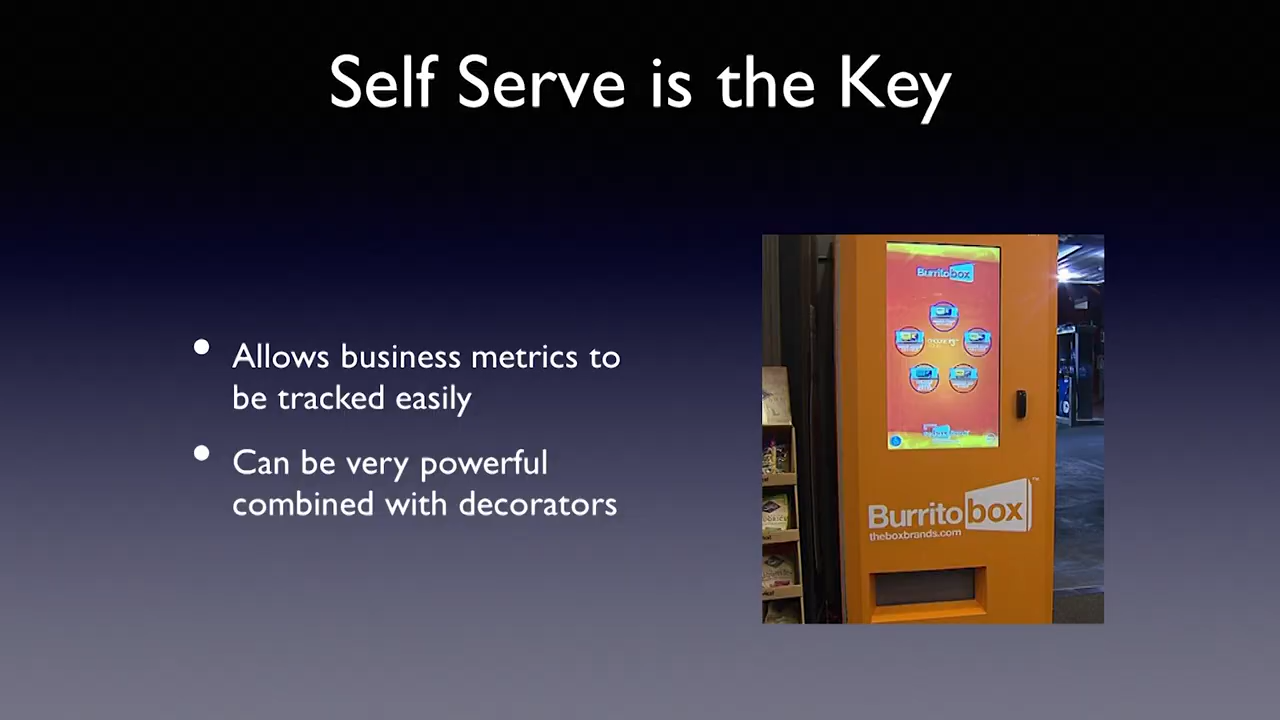 Self Serve is the Key
Allows business metrics to
be tracked easily
Can be very powerful
combined with decorators
Burritobox
Burritobox™
theboxbrands.com